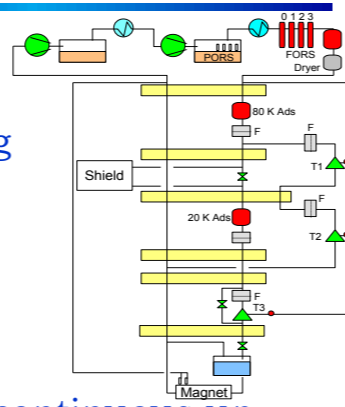 0 1 2 3
PORS
FORS
Dryer
80 K Ads
F
F
g
T1
Shield
F
20 K Ads
T2
F
T3
Magnet